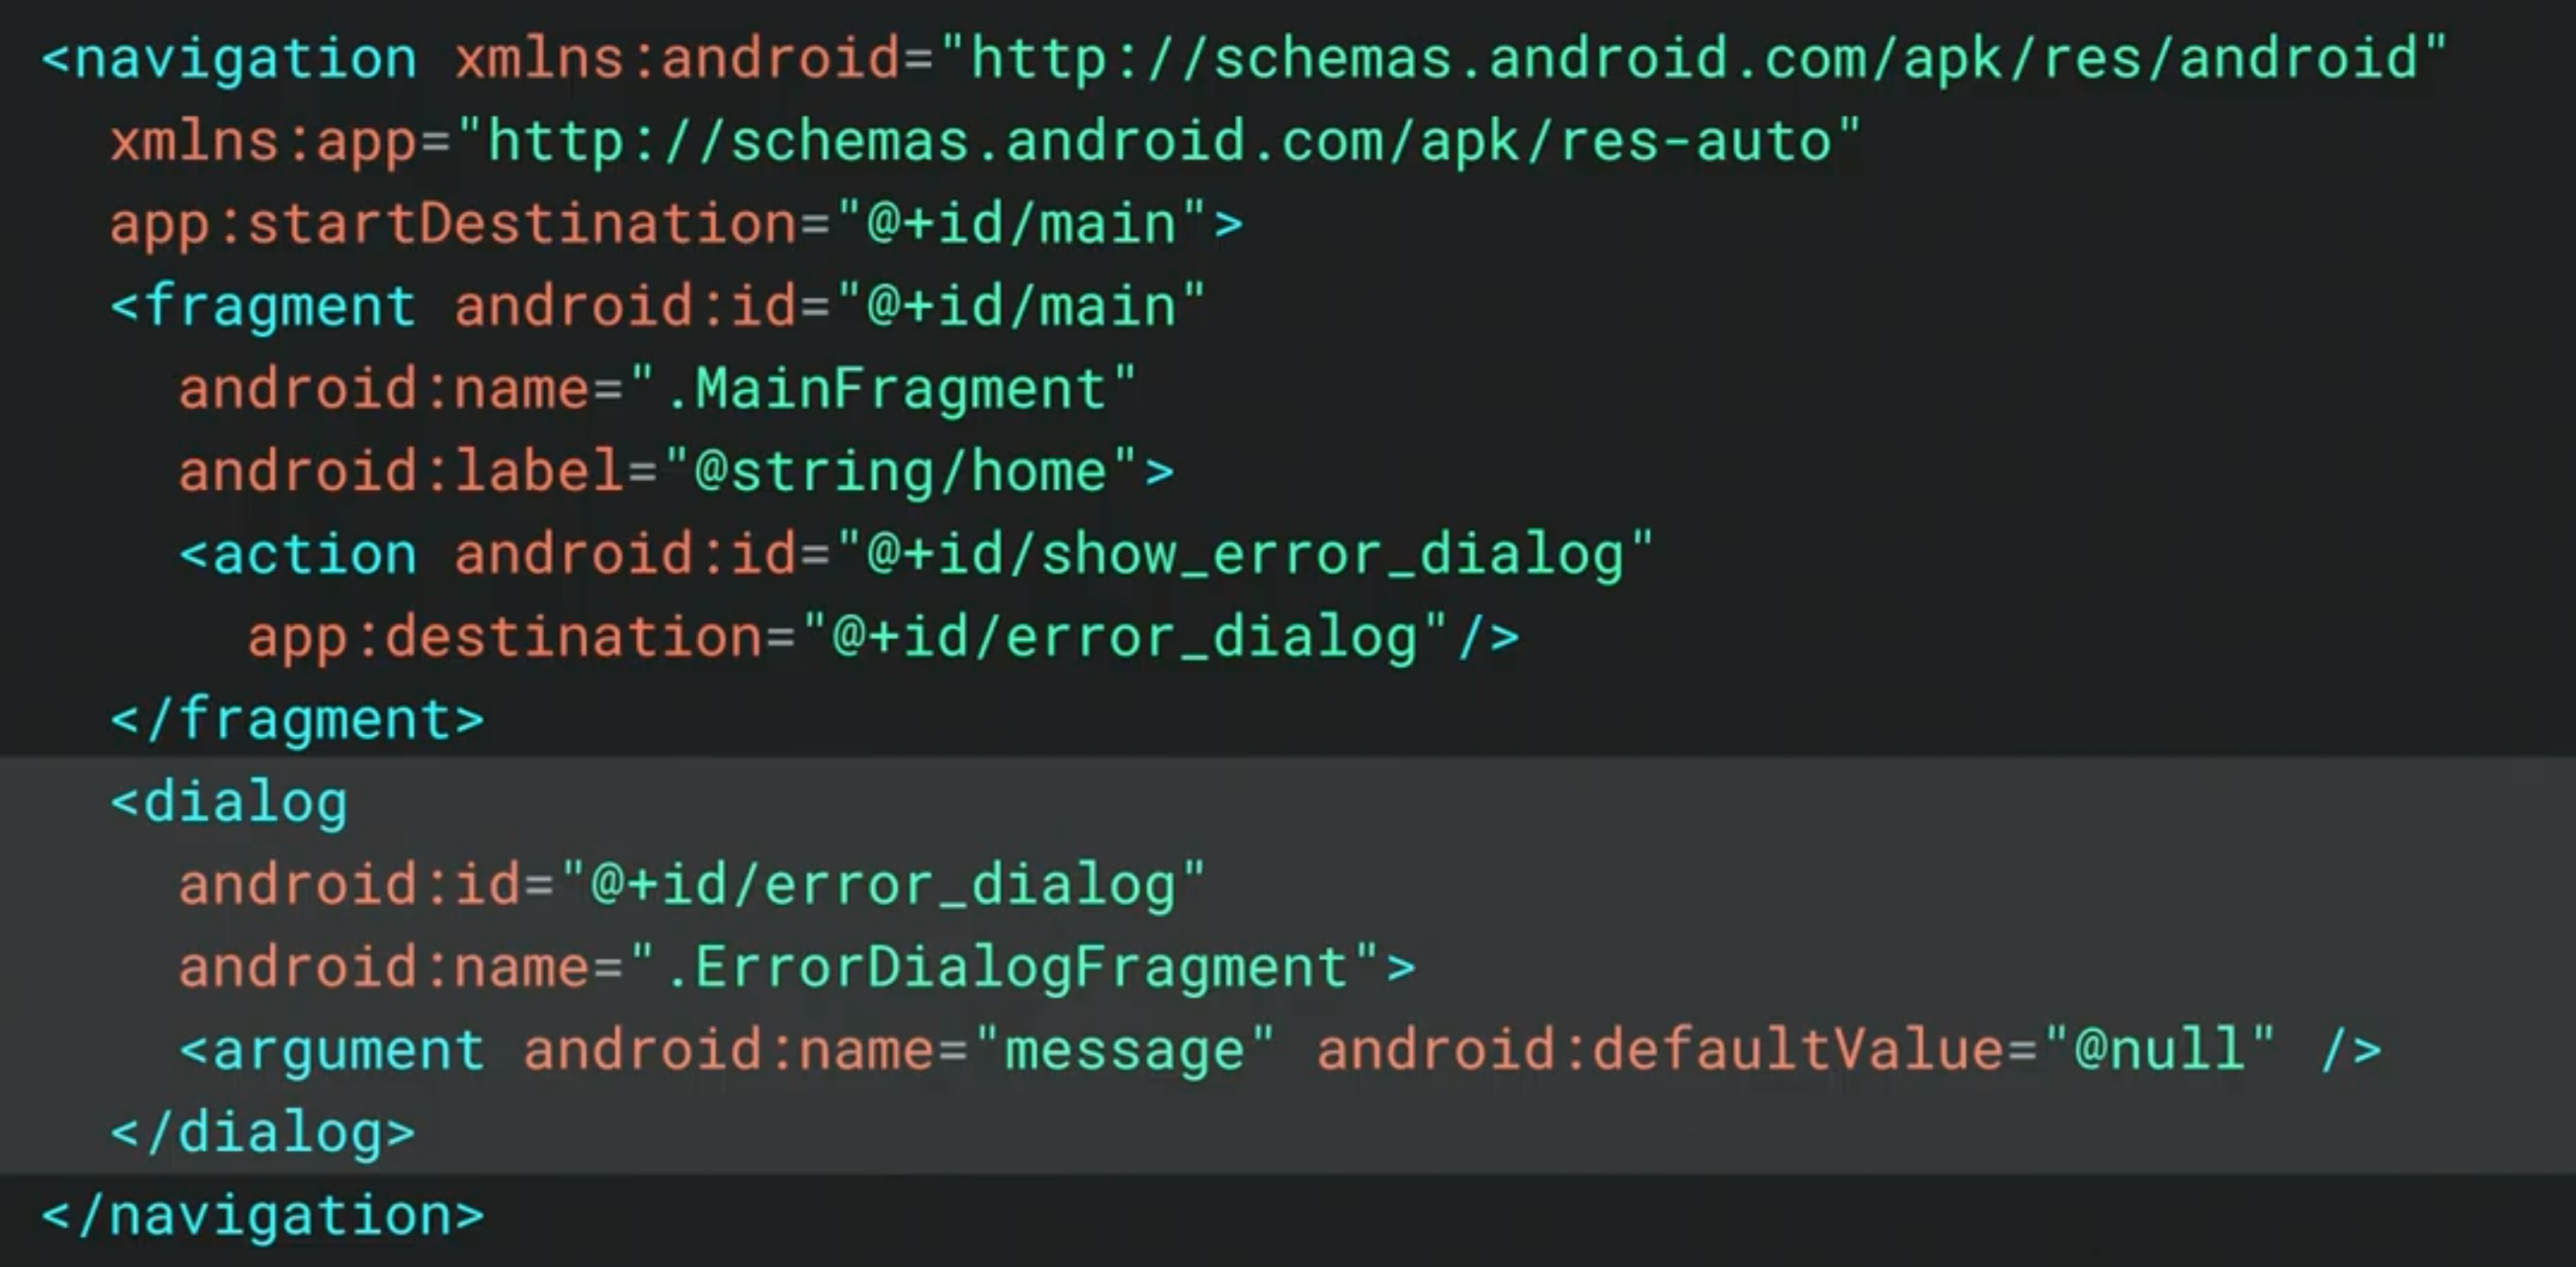 <navigation xmlns:android="http://schemas.android.com/apk/res/android"
  xmlns:app="http://schemas.android.com/apk/res-auto"
  app:startDestination="@+id/main">
  <fragment android:id="@+id/main"
    android:name=".MainFragment"
    android:label="@string/home">
    <action android:id="@+id/show_error_dialog"
      app:destination="@+id/error_dialog"/>
  </fragment>
  <dialog
    android:id="@+id/error_dialog"
    android:name=".ErrorDialogFragment">
    <argument android:name="message" android:defaultValue="@null" />
  </dialog>
</navigation>